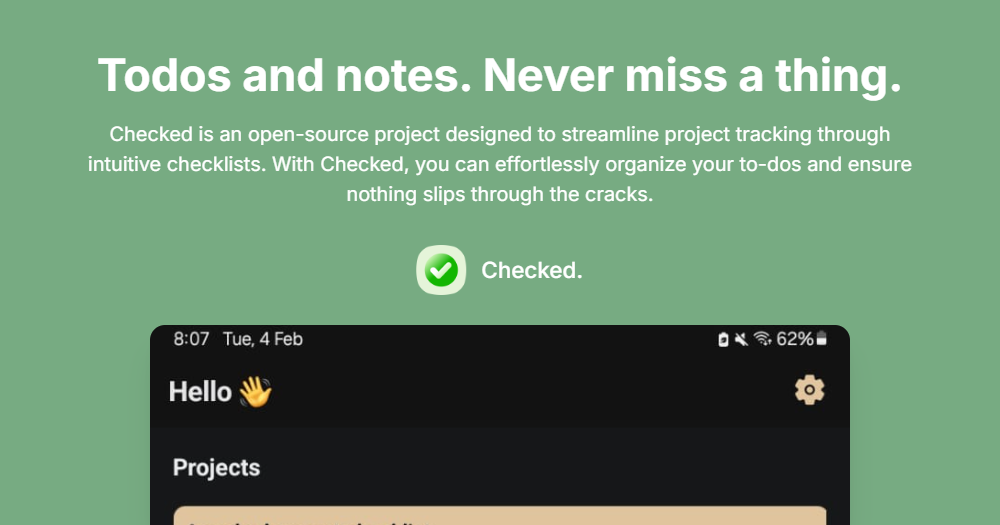 Todos and notes. Never miss a thing.
Checked is an open-source project designed to streamline project tracking through
intuitive checklists. With Checked, you can effortlessly organize your to-dos and ensure
nothing slips through the cracks.
Checked.
8:07 Tue, 4 Feb 62%
Hello 👋
Projects